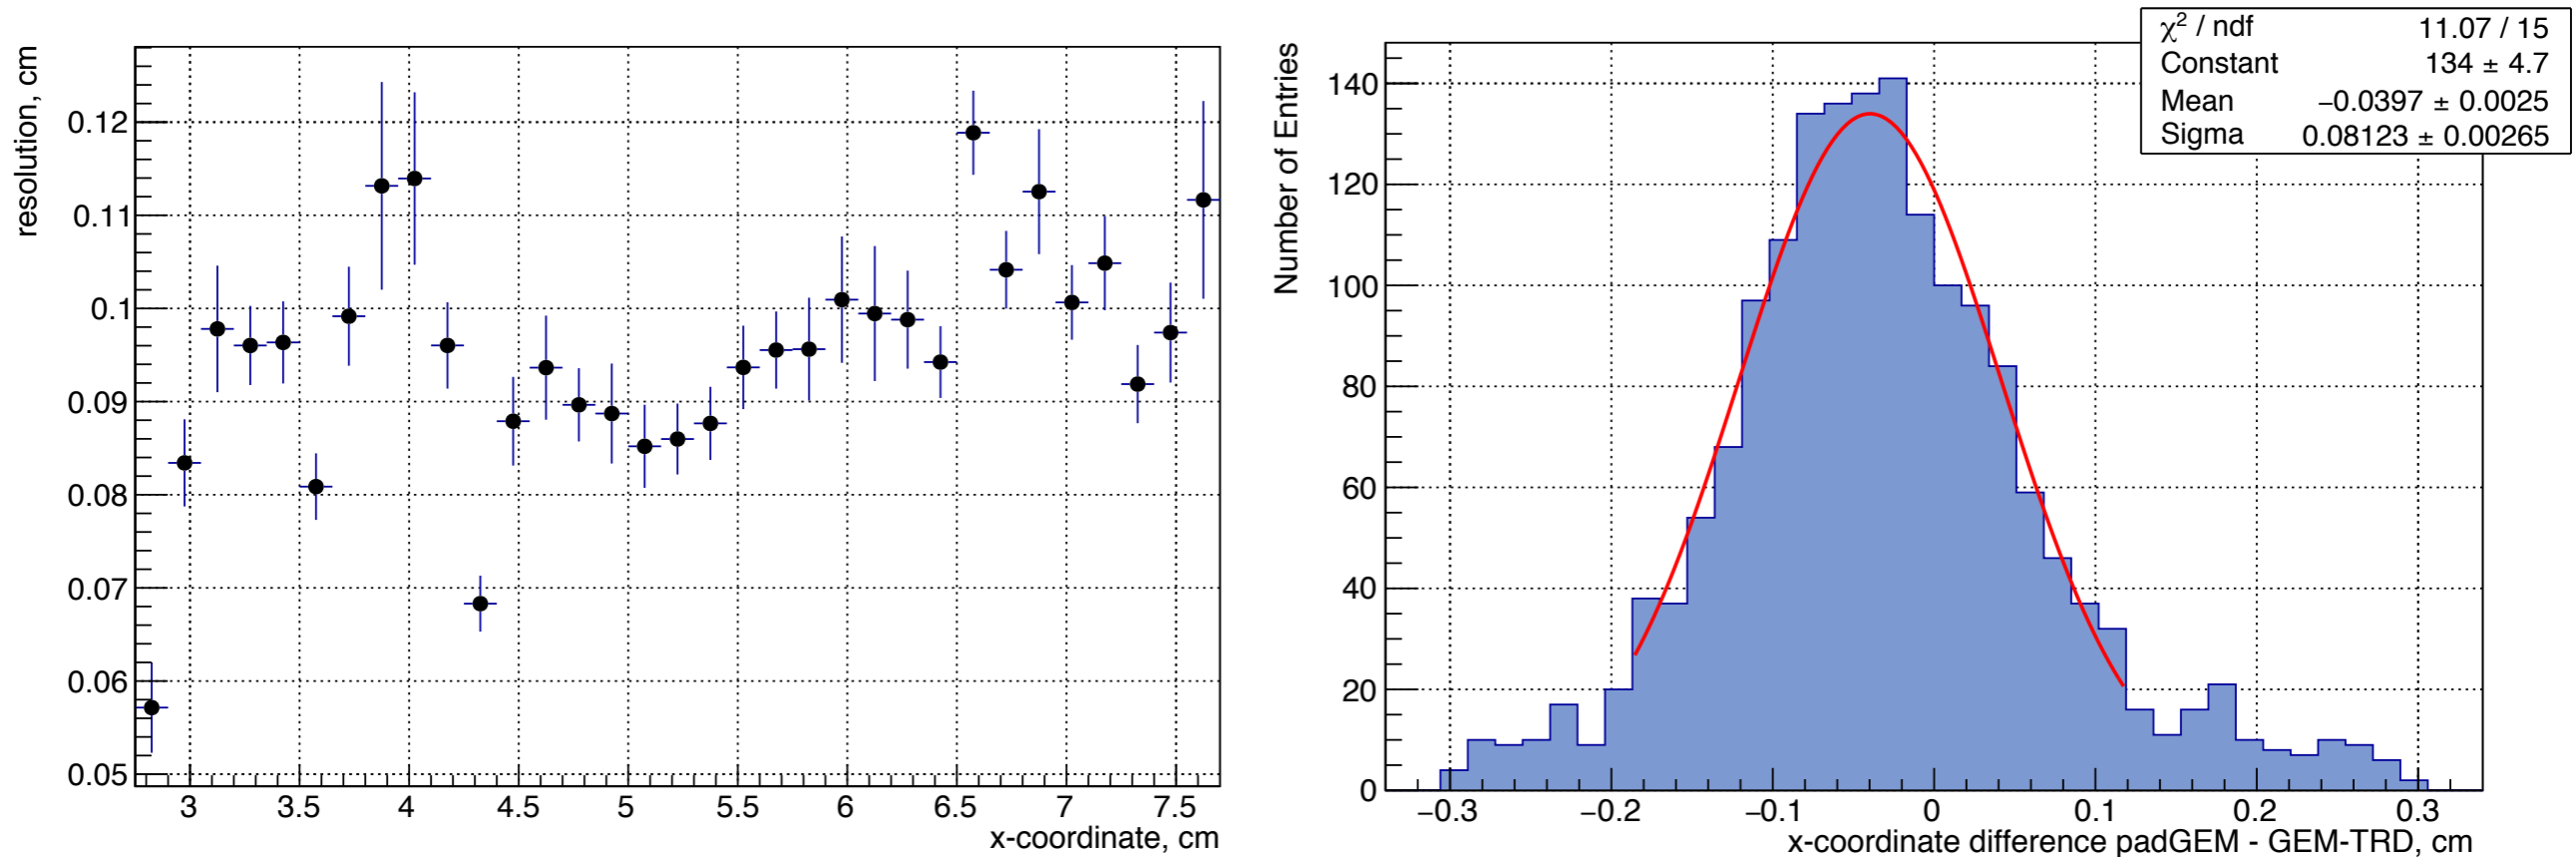 resolution, cm
0.12
0.11
0.1
0.09
0.08
0.07
0.06
0.05
3 3.5 4 4.5 5 5.5 6 6.5 7 7.5
x-coordinate, cm
Number of Entries
140
120
100
80
60
40
20
0
−0.3 −0.2 −0.1 0 0.1 0.2 0.3
x-coordinate difference padGEM - GEM-TRD, cm
χ² / ndf 11.07 / 15
Constant 134 ± 4.7
Mean −0.0397 ± 0.0025
Sigma 0.08123 ± 0.00265